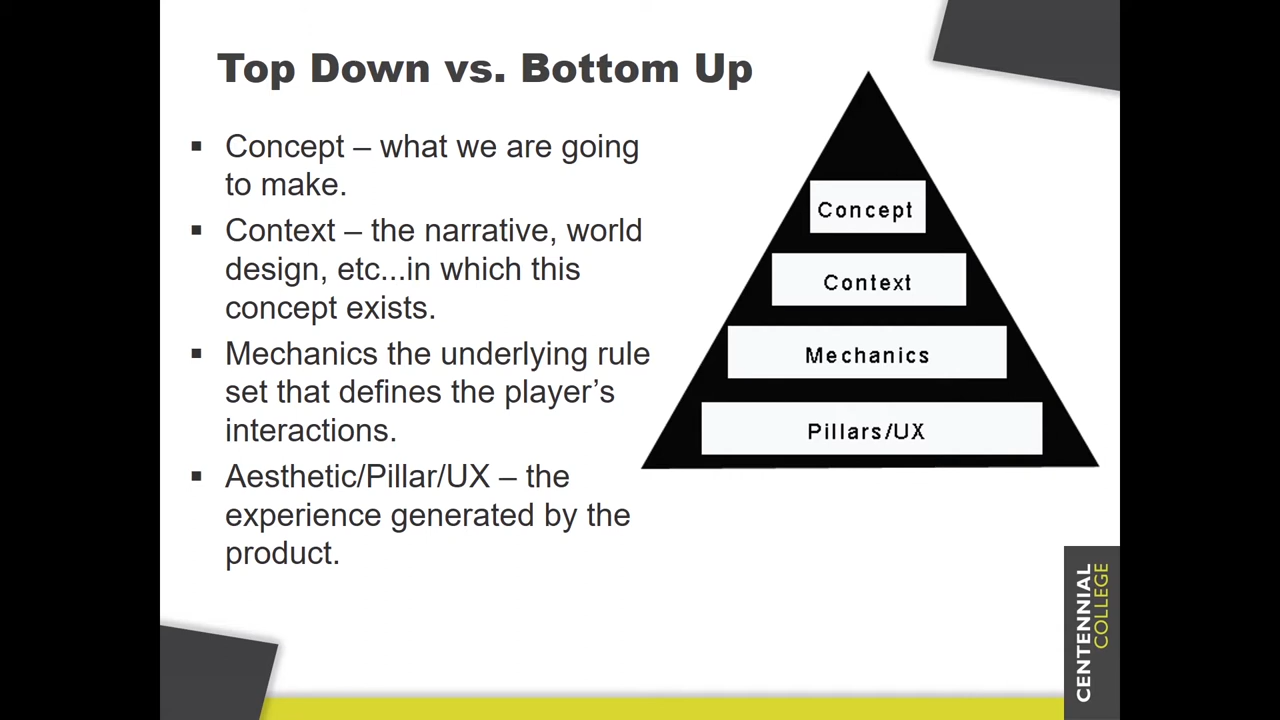 Top Down vs. Bottom Up
▪ Concept – what we are going
to make.
▪ Context – the narrative, world
design, etc...in which this
concept exists.
▪ Mechanics the underlying rule
set that defines the player’s
interactions.
▪ Aesthetic/Pillar/UX – the
experience generated by the
product.
Concept
Context
Mechanics
Pillars/UX
CENTENNIAL
COLLEGE